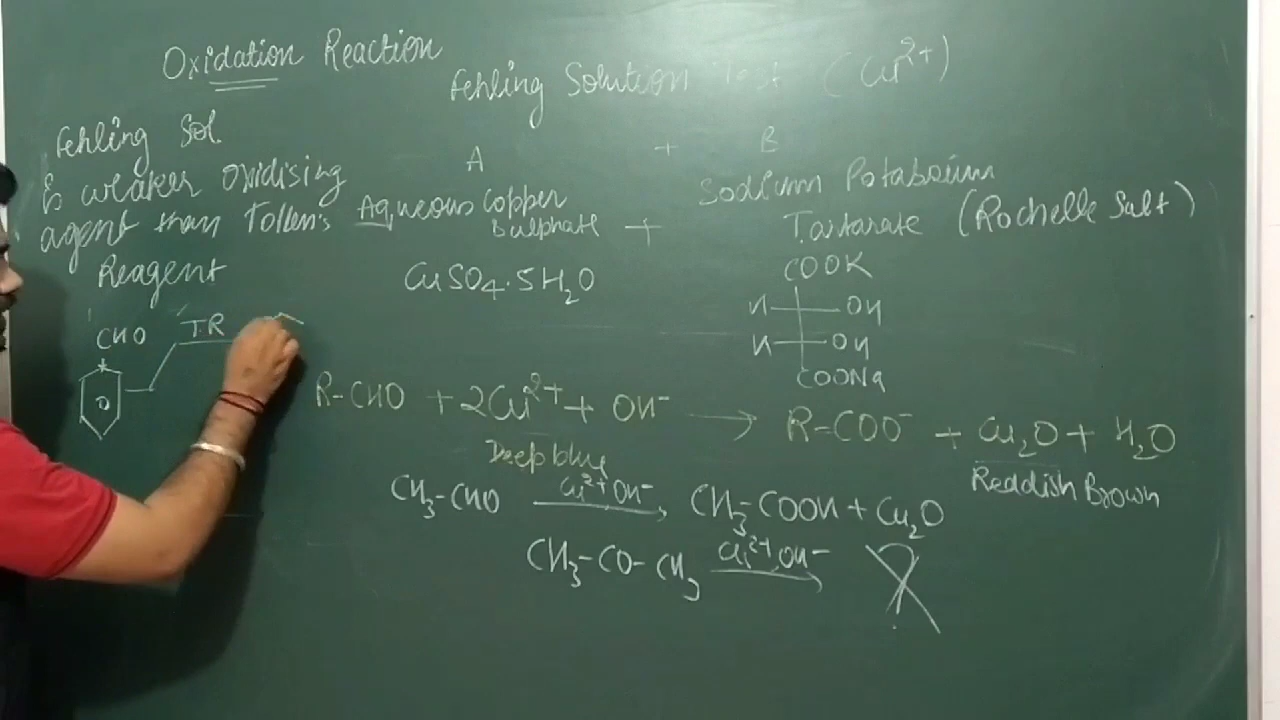 Oxidation Reaction
Fehling Solution Test (Cu²⁺)
Fehling Sol
is weaker oxidising
agent than Tollen's
Reagent
A + B
Aqueous Copper
Sulphate +
Sodium Potassium
Tartarate (Rochelle Salt)
CuSO₄.5H₂O
COOK
H OH
H OH
COONa
CHO
T.R
R-CHO + 2Cu²⁺ + OH⁻ → R-COO⁻ + Cu₂O + H₂O
Deep blue
Reddish Brown
CH₃-CHO Cu²⁺OH⁻ → CH₃-COOH + Cu₂O
CH₃-CO-CH₃ Cu²⁺,OH⁻ →